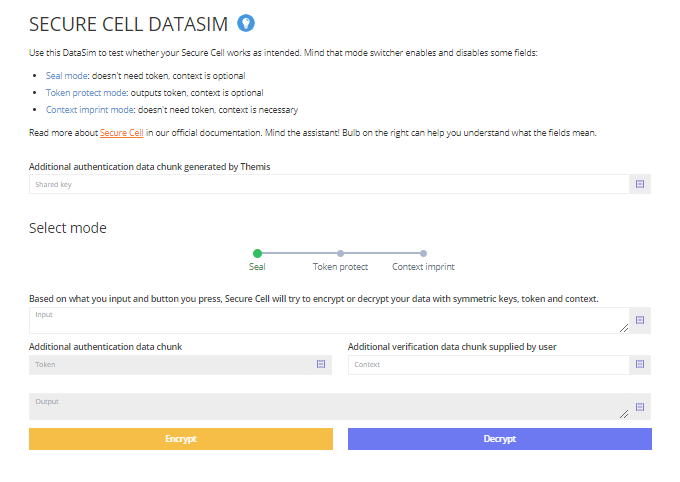 SECURE CELL DATASIM
Use this DataSim to test whether your Secure Cell works as intended. Mind that mode switcher enables and disables some fields:
Seal mode: doesn't need token, context is optional
Token protect mode: outputs token, context is optional
Context imprint mode: doesn't need token, context is necessary
Read more about Secure Cell in our official documentation. Mind the assistant! Bulb on the right can help you understand what the fields mean.
Additional authentication data chunk generated by Themis
Shared key
Select mode
Seal Token protect Context imprint
Based on what you input and button you press, Secure Cell will try to encrypt or decrypt your data with symmetric keys, token and context.
Input
Additional authentication data chunk Additional verification data chunk supplied by user
Token Context
Output
Encrypt Decrypt